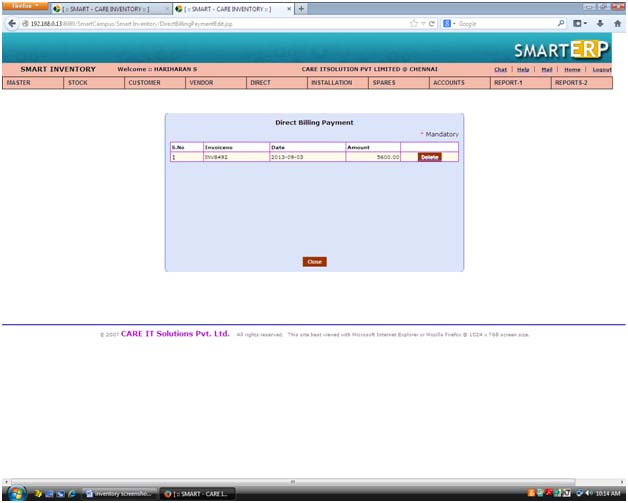 Firefox
[ :: SMART - CARE INVENTORY :: ] ×
[ :: SMART - CARE INVENTORY :: ] ×
192.168.0.13:8080/SmartCampus/Smart Inventory/DirectBillingPaymentEdit.jsp
Google
SMARTERP
SMART INVENTORY Welcome :: HARIHARAN S CARE ITSOLUTION PVT LIMITED @ CHENNAI Chat | Help | Mail | Home | Logout
MASTER STOCK CUSTOMER VENDOR DIRECT INSTALLATION SPARES ACCOUNTS REPORT-1 REPORTS-2
Direct Billing Payment
* Mandatory
S.No Invoiceno Date Amount
1 INV8492 2013-09-03 5600.00 Delete
Close
© 2007 CARE IT Solutions Pvt. Ltd. All rights reserved. This site best viewed with Microsoft Internet Explorer or Mozilla Firefox @ 1024 x 768 screen size.
inventory screensho...
[ :: SMART - CARE I...
10:14 AM